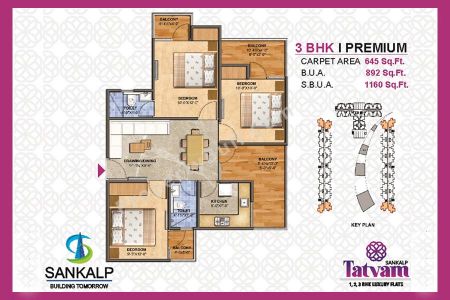 3 BHK I PREMIUM
CARPET AREA 645 Sq.Ft.
B.U.A. 892 Sq.Ft.
S.B.U.A. 1160 Sq.Ft.
BALCONY
BALCONY
BEDROOM
BEDROOM
TOILET
DRAWING/DINING
BALCONY
KITCHEN
TOILET
BEDROOM
BALCONY
KEY PLAN
SANKALP
BUILDING TOMORROW
SANKALP
Tatvam
1, 2, 3 BHK LUXURY FLATS